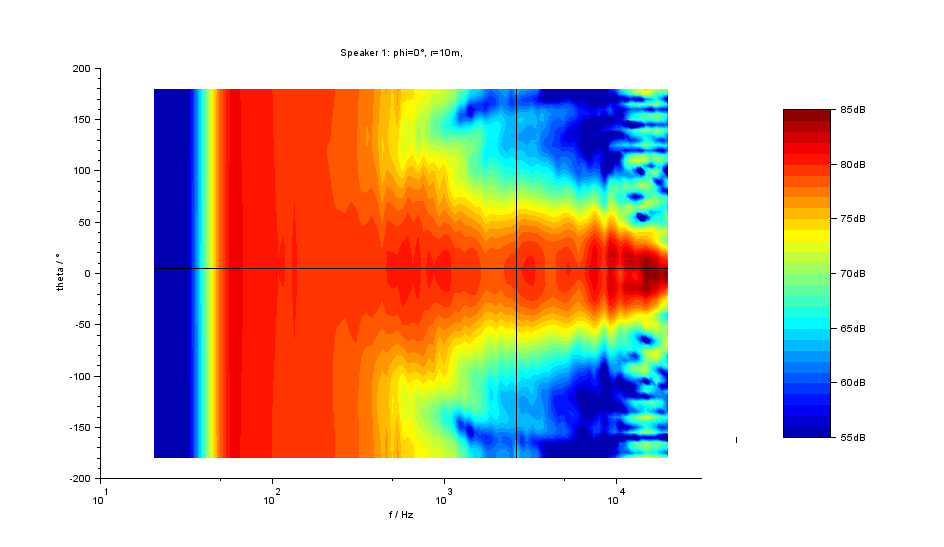 Speaker 1: phi=0°, r=10m,
200
150
100
50
0
-50
-100
-150
-200
theta / °
10^1
10^2
10^3
10^4
f / Hz
85dB
80dB
75dB
70dB
65dB
60dB
55dB